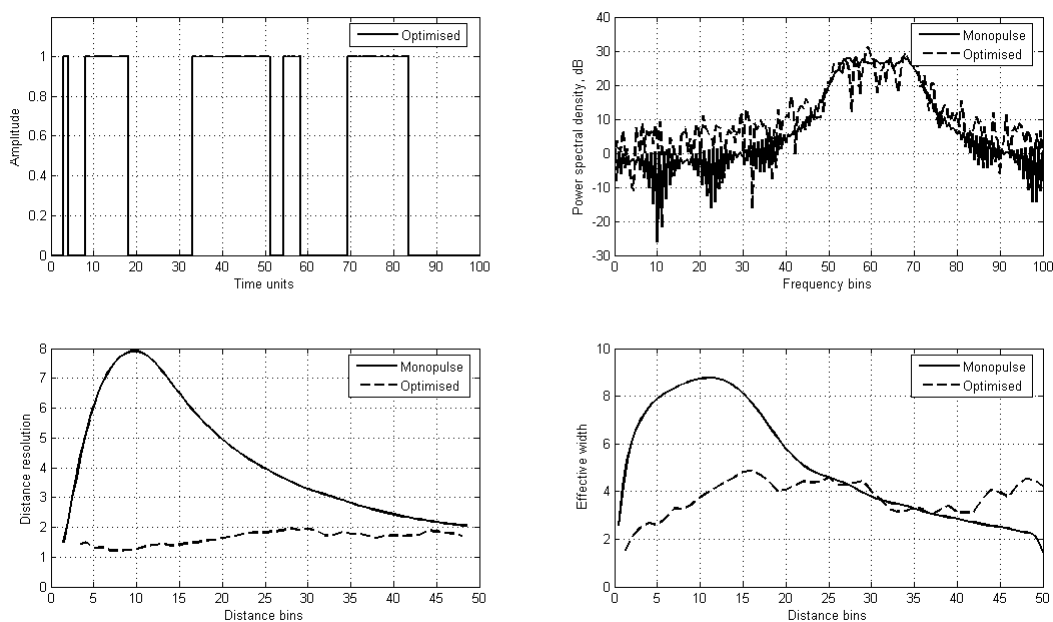 Optimised
1
0.8
0.6
0.4
0.2
0
Amplitude
0 10 20 30 40 50 60 70 80 90 100
Time units
Monopulse
Optimised
40
30
20
10
0
-10
-20
-30
Power spectral density, dB
0 10 20 30 40 50 60 70 80 90 100
Frequency bins
Monopulse
Optimised
8
7
6
5
4
3
2
1
0
Distance resolution
0 5 10 15 20 25 30 35 40 45 50
Distance bins
Monopulse
Optimised
10
8
6
4
2
0
Effective width
0 5 10 15 20 25 30 35 40 45 50
Distance bins